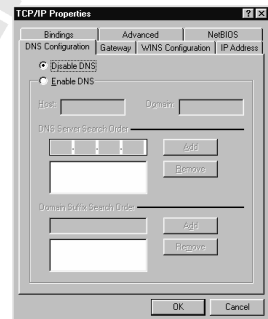 TCP/IP Properties
Bindings Advanced NetBIOS
DNS Configuration Gateway WINS Configuration IP Address
Disable DNS
Enable DNS
Host: Domain:
DNS Server Search Order
Add
Remove
Domain Suffix Search Order
Add
Remove
OK Cancel